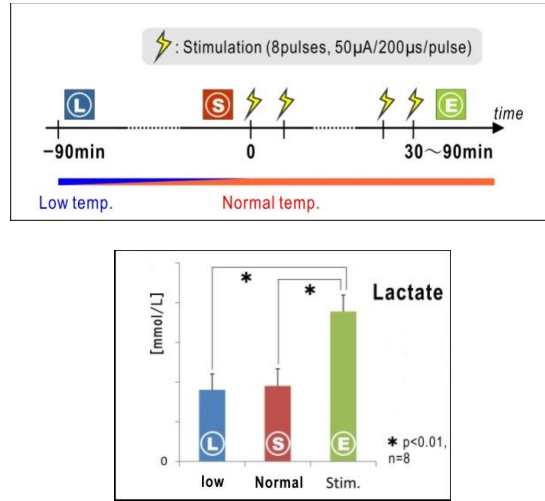 : Stimulation (8pulses, 50μA/200μs/pulse)
L
S
E
time
−90min
0
30～90min
Low temp.
Normal temp.
Lactate
[mmol/L]
*
*
0
L
S
E
* p<0.01,
n=8
low
Normal
Stim.